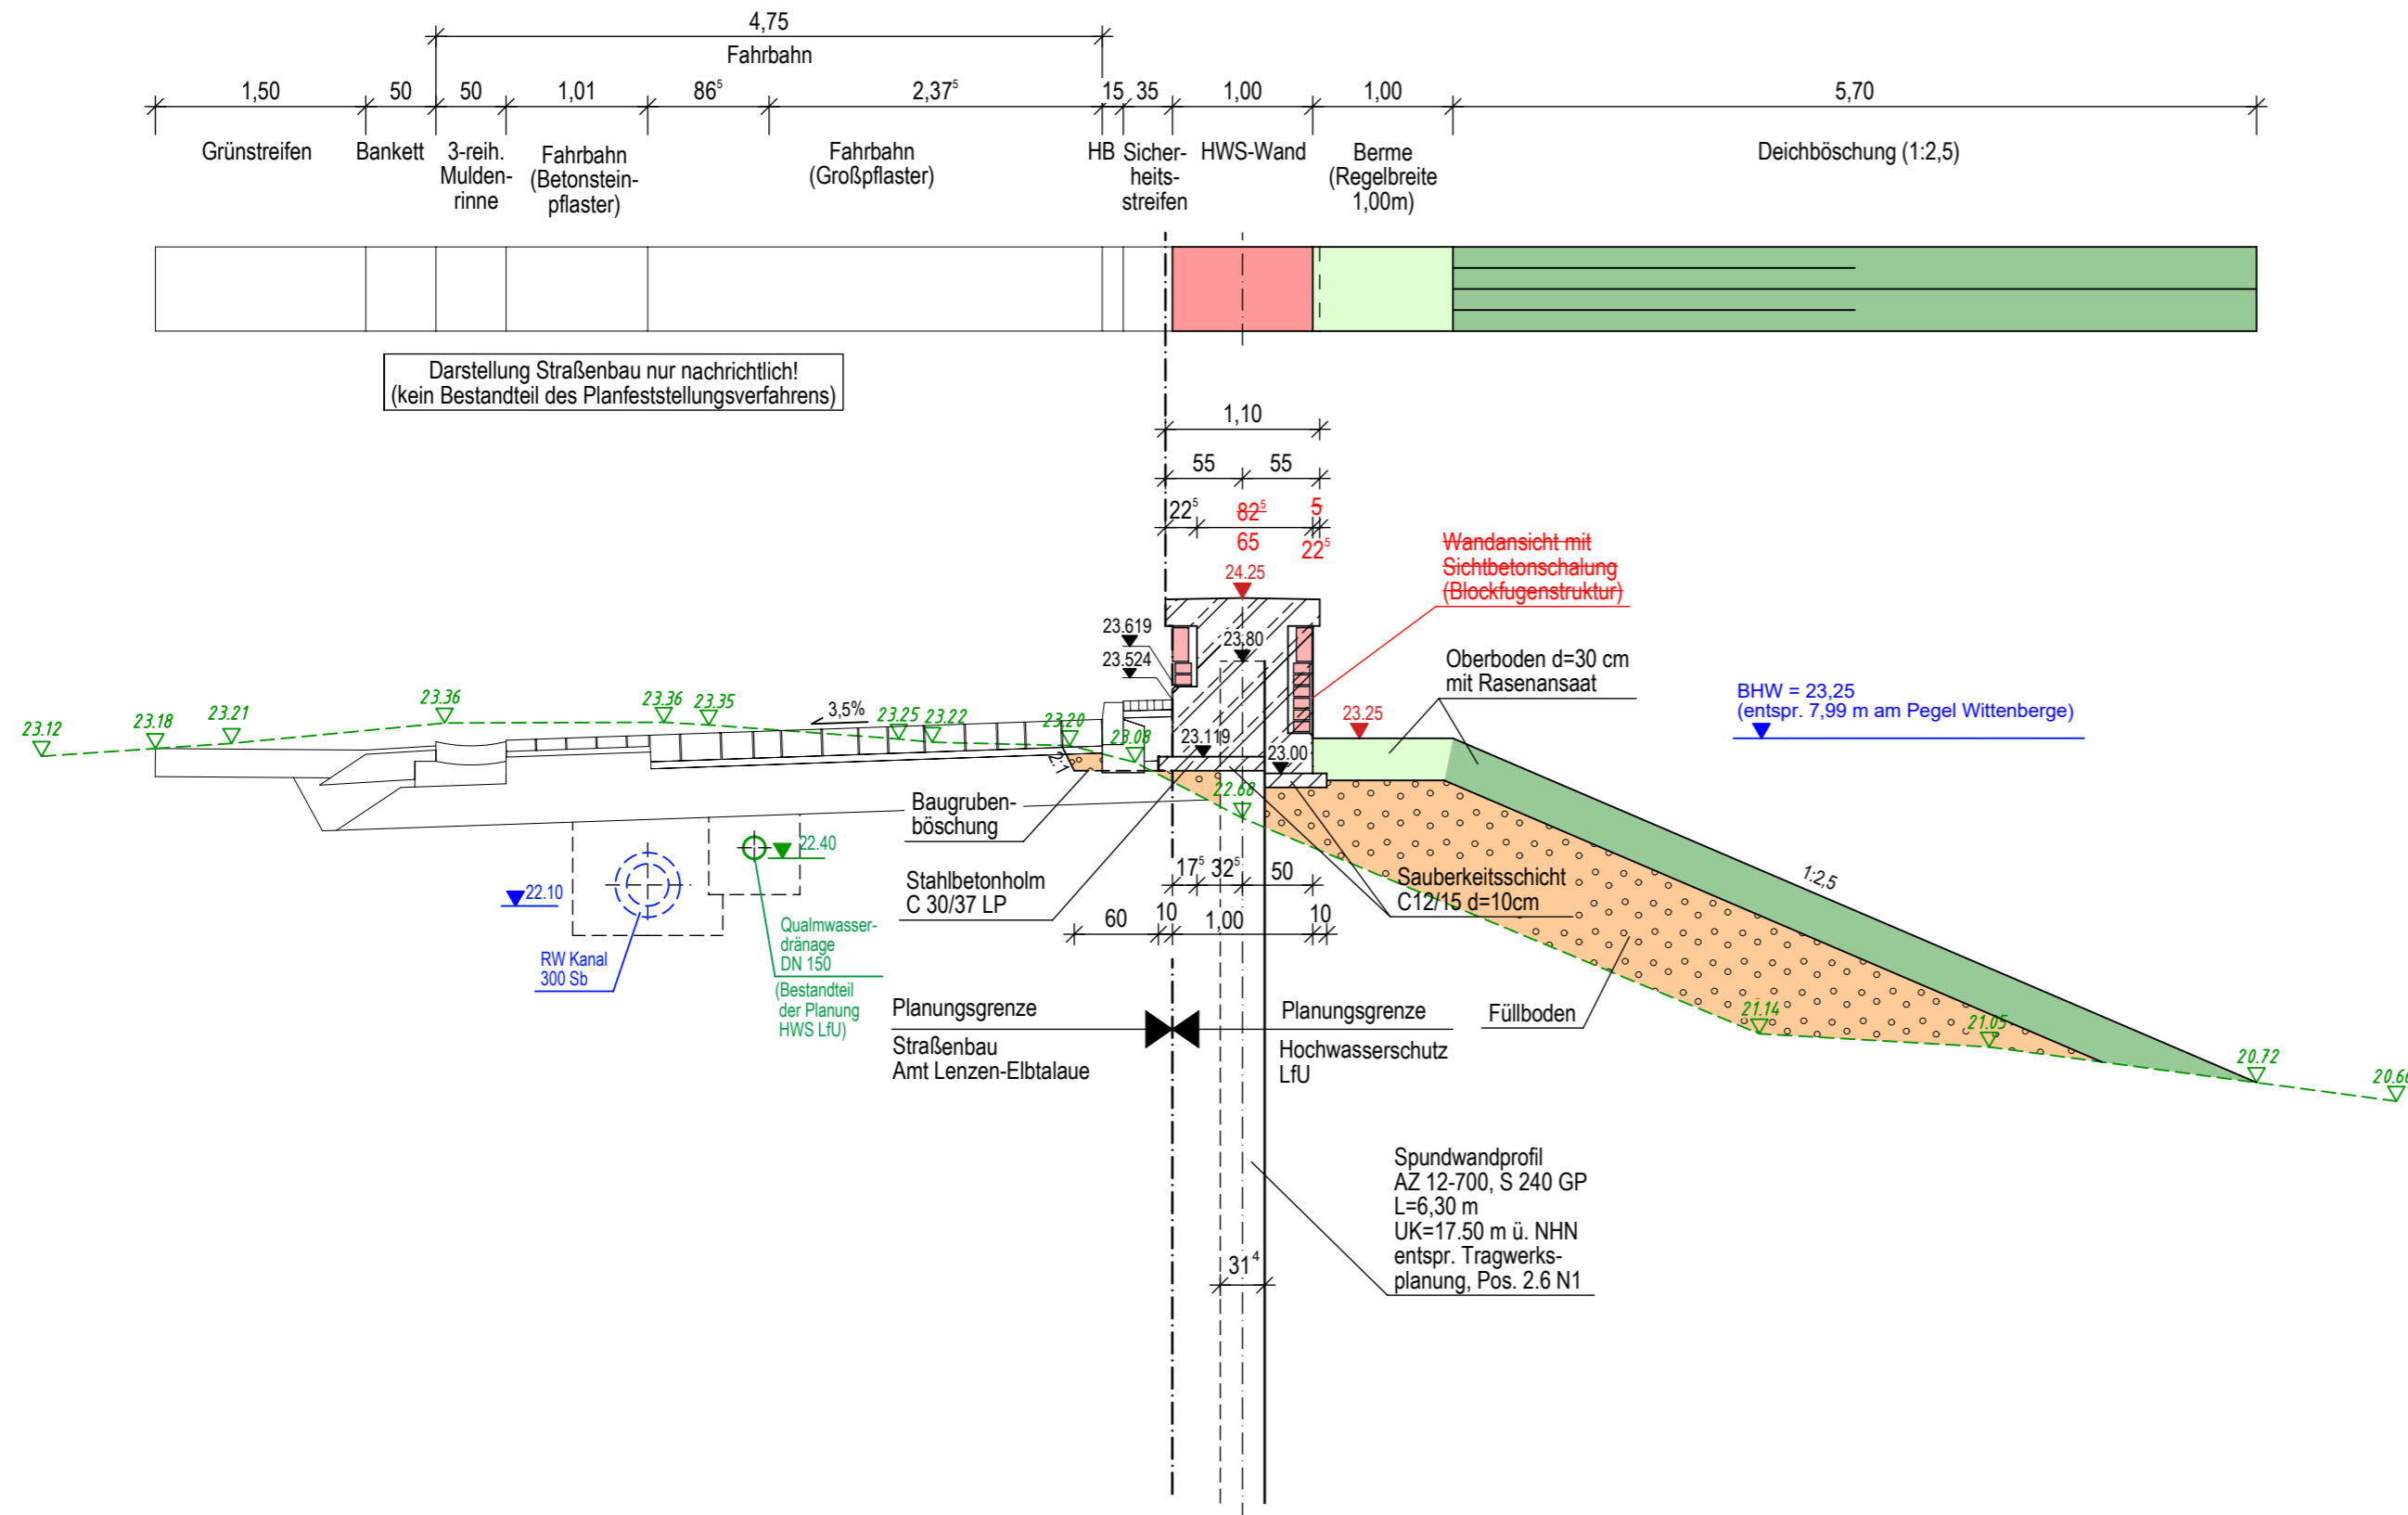 4,75
Fahrbahn
1,50 50 50 1,01 86⁵ 2,37⁵ 15 35 1,00 1,00 5,70
Grünstreifen
Bankett
3-reih.
Mulden-
rinne
Fahrbahn
(Betonstein-
pflaster)
Fahrbahn
(Großpflaster)
HB
Sicher-
heits-
streifen
HWS-Wand
Berme
(Regelbreite
1,00m)
Deichböschung (1:2,5)
Darstellung Straßenbau nur nachrichtlich!
(kein Bestandteil des Planfeststellungsverfahrens)
1,10
55 55
22⁵ 82⁵ 5
65 22⁵
24.25
Wandansicht mit
Sichtbetonschalung
(Blockfugenstruktur)
23.619
23.524
23.80
Oberboden d=30 cm
mit Rasenansaat
BHW = 23,25
(entspr. 7,99 m am Pegel Wittenberge)
23.12
23.18
23.21
23.36
23.36
23.35
3,5%
23.25
23.22
23.20
23.08
23.119
23.00
23.25
2:1
22.68
1:2,5
Baugruben-
böschung
22.40
22.10
Stahlbetonholm
C 30/37 LP
17⁵ 32⁵ 50
60 10 1,00 10
Sauberkeitsschicht
C12/15 d=10cm
Qualmwasser-
dränage
DN 150
(Bestandteil
der Planung
HWS LfU)
RW Kanal
300 Sb
Planungsgrenze
Straßenbau
Amt Lenzen-Elbtalaue
Planungsgrenze
Hochwasserschutz
LfU
Füllboden
21.14
21.05
20.72
Spundwandprofil
AZ 12-700, S 240 GP
L=6,30 m
UK=17.50 m ü. NHN
entspr. Tragwerks-
planung, Pos. 2.6 N1
31⁴